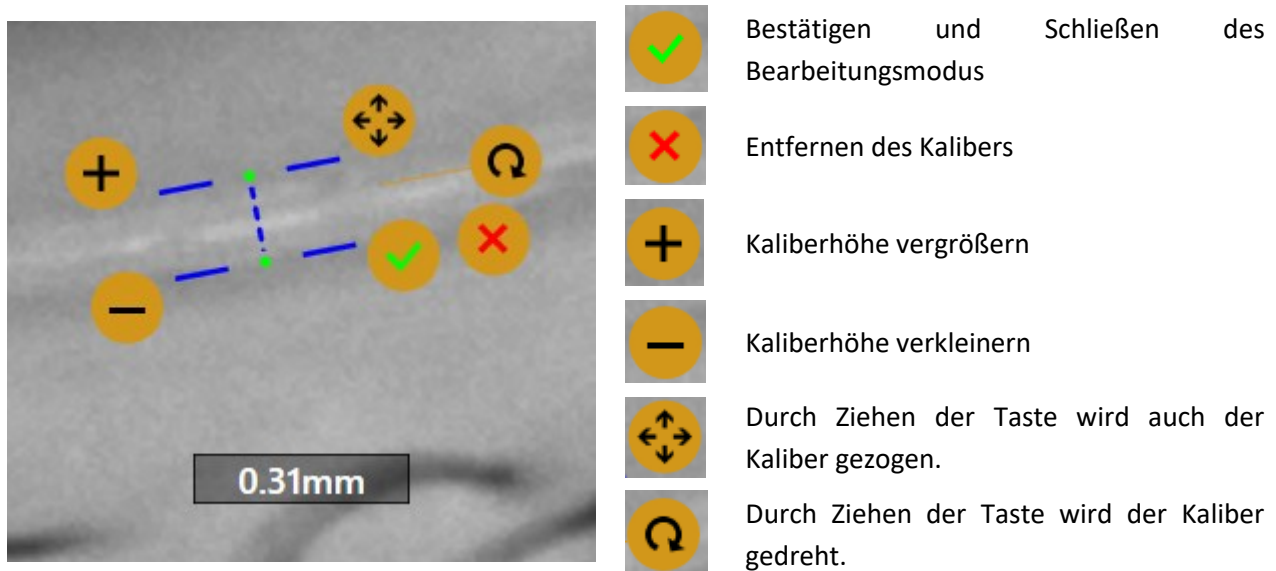 Bestätigen und Schließen des
Bearbeitungsmodus
Entfernen des Kalibers
Kaliberhöhe vergrößern
Kaliberhöhe verkleinern
Durch Ziehen der Taste wird auch der
Kaliber gezogen.
Durch Ziehen der Taste wird der Kaliber
gedreht.
0.31mm